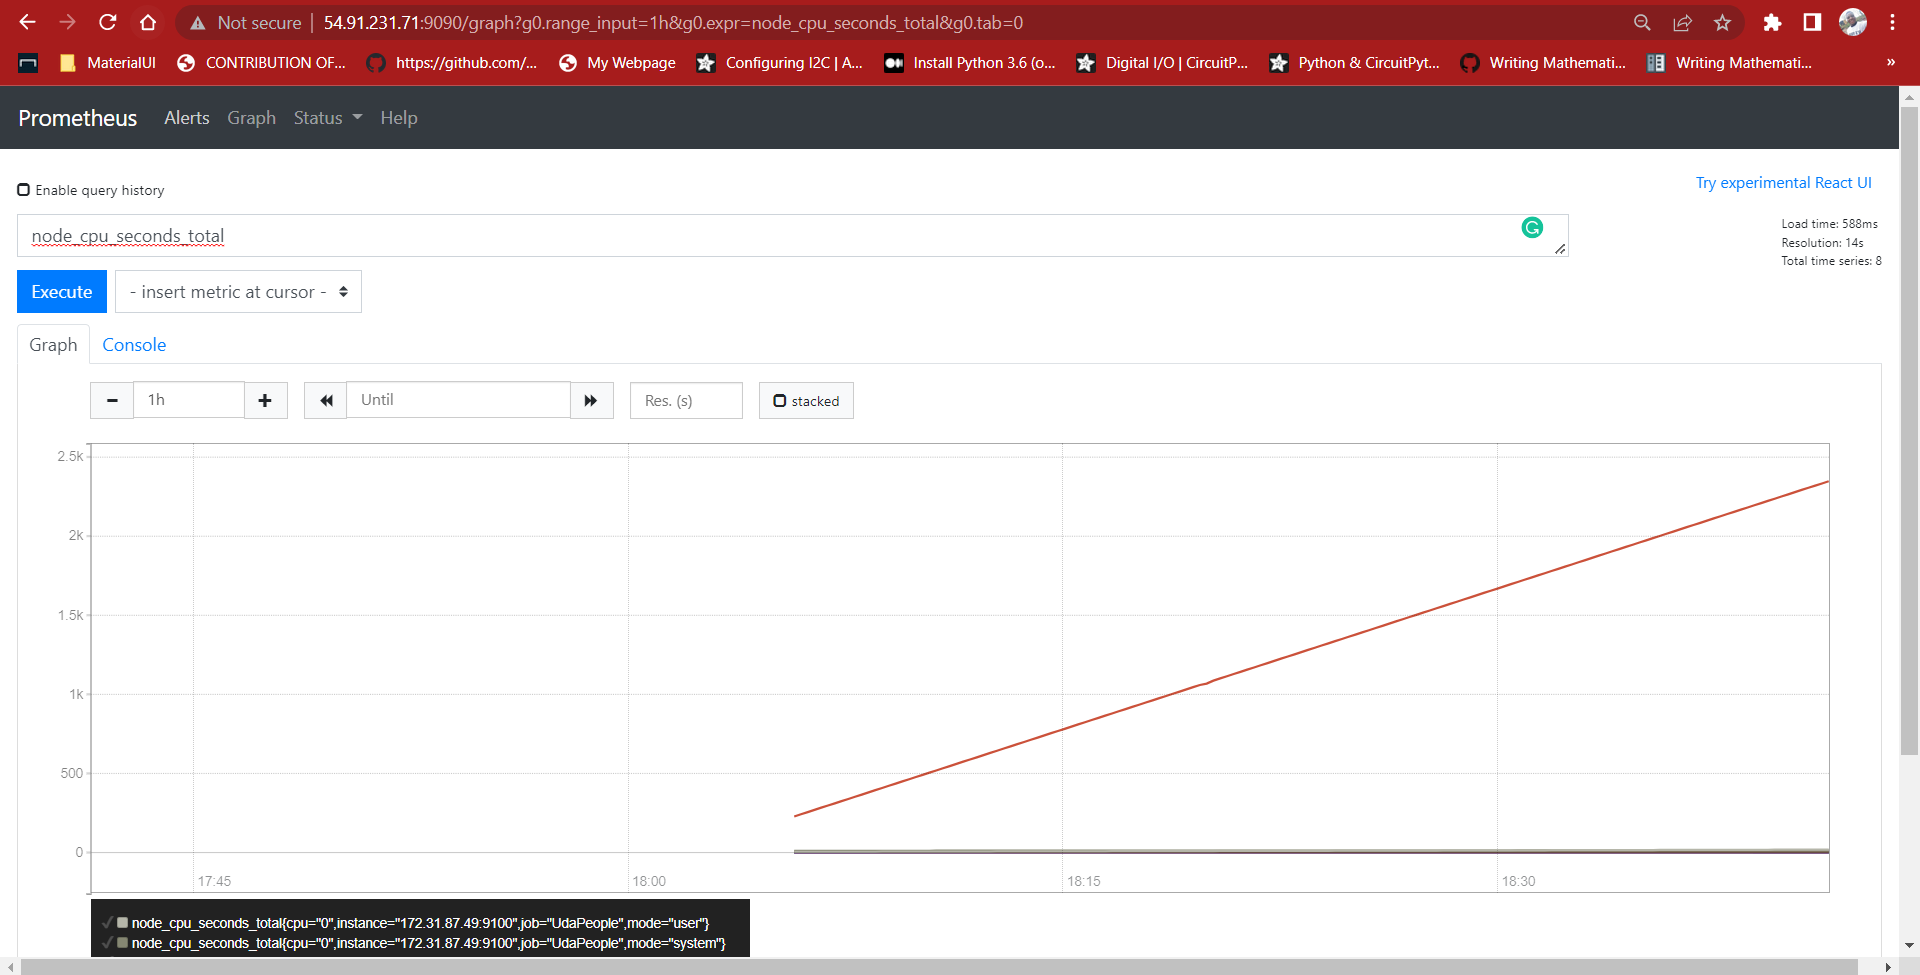 Not secure | 54.91.231.71:9090/graph?g0.range_input=1h&g0.expr=node_cpu_seconds_total&g0.tab=0
MaterialUI CONTRIBUTION OF... https://github.com/... My Webpage Configuring I2C | A... Install Python 3.6 (o... Digital I/O | CircuitP... Python & CircuitPyt... Writing Mathemati... Writing Mathemati... »
Prometheus Alerts Graph Status Help
Enable query history
Try experimental React UI
node_cpu_seconds_total
Load time: 588ms
Resolution: 14s
Total time series: 8
Execute - insert metric at cursor -
Graph Console
1h Until Res. (s) stacked
2.5k
2k
1.5k
1k
500
0
17:45 18:00 18:15 18:30
node_cpu_seconds_total{cpu="0",instance="172.31.87.49:9100",job="UdaPeople",mode="user"}
node_cpu_seconds_total{cpu="0",instance="172.31.87.49:9100",job="UdaPeople",mode="system"}